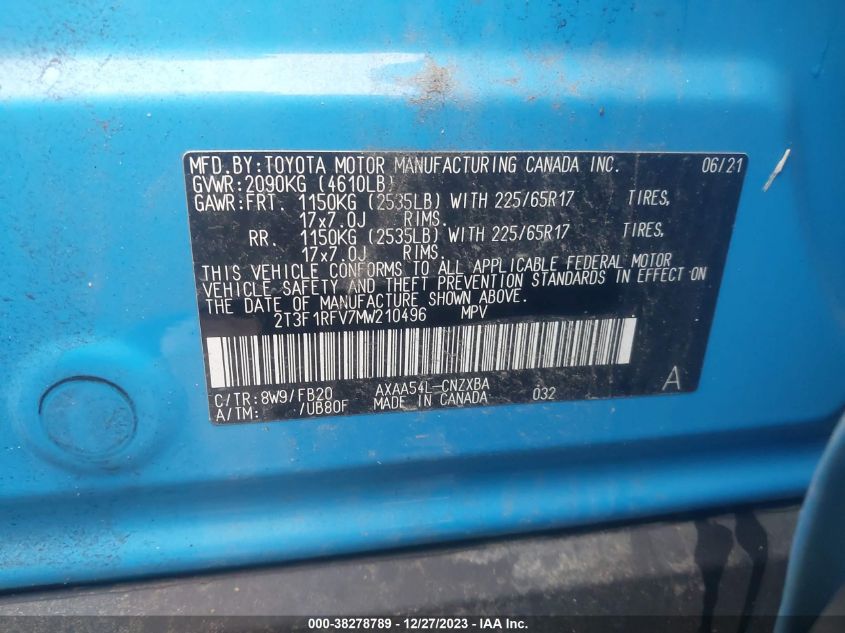 MFD.BY:TOYOTA MOTOR MANUFACTURING CANADA INC. 06/21
GVWR:2090KG (4610LB)
GAWR:FRT. 1150KG (2535LB) WITH 225/65R17 TIRES,
17x7.0J RIMS.
RR. 1150KG (2535LB) WITH 225/65R17 TIRES,
17x7.0J RIMS.
THIS VEHICLE CONFORMS TO ALL APPLICABLE FEDERAL MOTOR
VEHICLE SAFETY AND THEFT PREVENTION STANDARDS IN EFFECT ON
THE DATE OF MANUFACTURE SHOWN ABOVE.
2T3F1RFV7MW210496 MPV
C/TR:8W9/FB20 AXAA54L-CNZXBA A
A/TM: /UB80F MADE IN CANADA 032
000-38278789 - 12/27/2023 - IAA Inc.